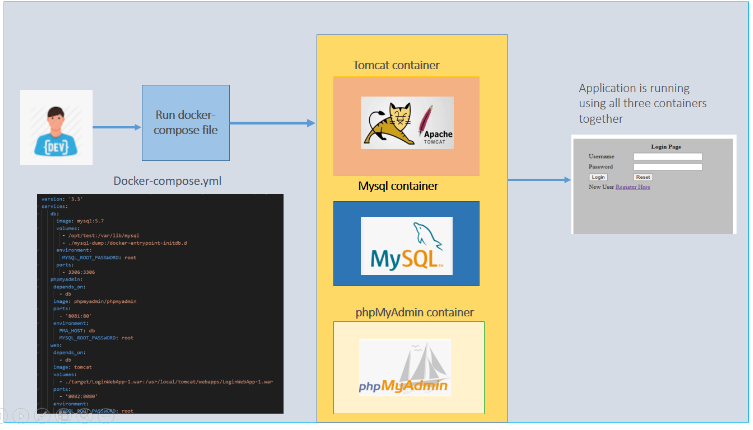 {DEV}
Run docker-
compose file
Docker-compose.yml
version: '3.3'
services:
db:
image: mysql:5.7
volumes:
- /out/test:/var/lib/mysql
- ./mysql-dump:/docker-entrypoint-initdb.d
environment:
MYSQL_ROOT_PASSWORD: root
ports:
- 3306:3306
phpmyadmin:
depends_on:
- db
image: phpmyadmin/phpmyadmin
ports:
- '8081:80'
environment:
PMA_HOST: db
MYSQL_ROOT_PASSWORD: root
web:
depends_on:
- db
image: tomcat
volumes:
- ./target/LoginWebApp-1.war:/usr/local/tomcat/webapps/LoginWebApp-1.war
ports:
- '8082:8080'
environment:
MYSQL_ROOT_PASSWORD: root
Tomcat container
Apache
TOMCAT
Mysql container
MySQL
phpMyAdmin container
phpMyAdmin
Application is running
using all three containers
together
Login Page
Username
Password
Login Reset
New User Register Here